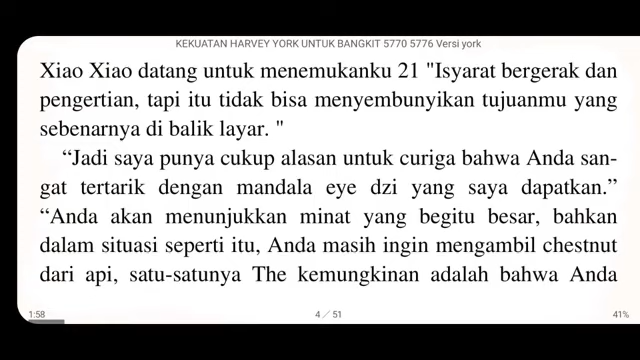 KEKUATAN HARVEY YORK UNTUK BANGKIT 5770 5776 Versi york
Xiao Xiao datang untuk menemukanku 21 "Isyarat bergerak dan
pengertian, tapi itu tidak bisa menyembunyikan tujuanmu yang
sebenarnya di balik layar. "
“Jadi saya punya cukup alasan untuk curiga bahwa Anda san-
gat tertarik dengan mandala eye dzi yang saya dapatkan.”
“Anda akan menunjukkan minat yang begitu besar, bahkan
dalam situasi seperti itu, Anda masih ingin mengambil chestnut
dari api, satu-satunya The kemungkinan adalah bahwa Anda
1:58 4 / 51 41%